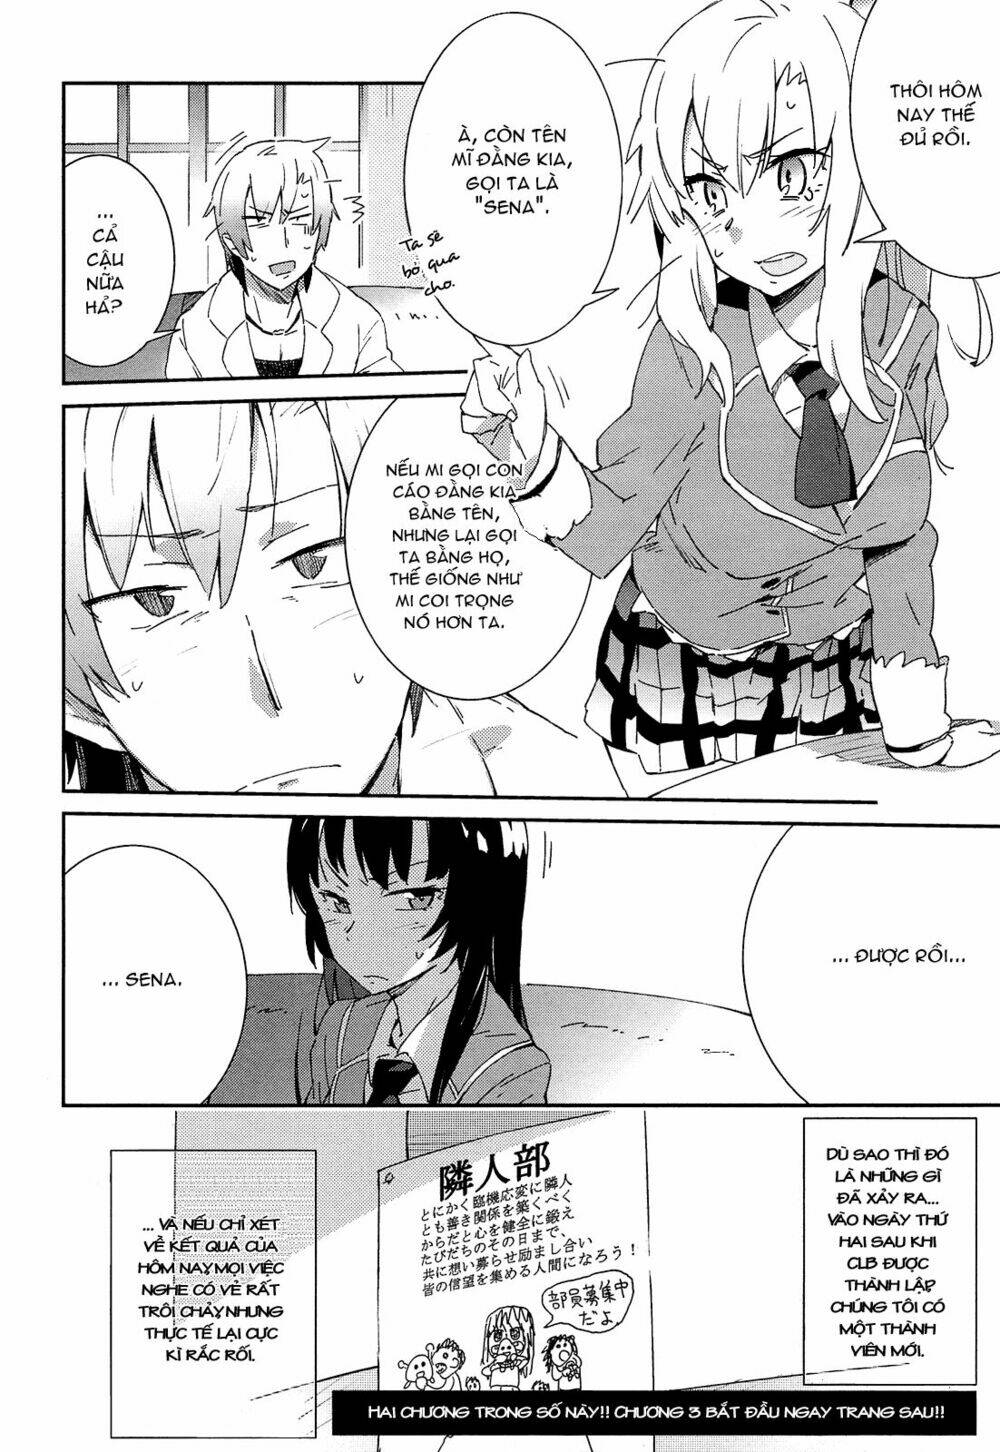 THÔI HÔM
NAY THẾ
ĐỦ RỒI.
À, CÒN TÊN
MĨ ĐẰNG KIA,
GỌI TA LÀ
"SENA".
Ta sẽ
bỏ qua
cho.
...
CẢ
CẬU
NỮA
HẢ?
NẾU MI GỌI CON
CÁO ĐẰNG KIA
BẰNG TÊN,
NHƯNG LẠI GỌI
TA BẰNG HỌ,
THẾ GIỐNG NHƯ
MI COI TRỌNG
NÓ HƠN TA.
... ĐƯỢC RỒI...
... SENA.
DÙ SAO THÌ ĐÓ
LÀ NHỮNG GÌ
ĐÃ XẢY RA...
VÀO NGÀY THỨ
HAI SAU KHI
CLB ĐƯỢC
THÀNH LẬP,
CHÚNG TÔI CÓ
MỘT THÀNH
VIÊN MỚI.
隣人部
とにかく臨機応変に隣人
とも善き関係を築くべく
からだと心を健全に鍛え
たびだちのその日まで、
共に想い募らせ励まし合い
皆の信望を集める人間になろう!
部員募集中
だよ
... VÀ NẾU CHỈ XÉT
VỀ KẾT QUẢ CỦA
HÔM NAY, MỌI VIỆC
NGHE CÓ VẺ RẤT
TRÔI CHẢY, NHƯNG
THỰC TẾ LẠI CỰC
KÌ RẮC RỐI.
HAI CHƯƠNG TRONG SỐ NÀY!! CHƯƠNG 3 BẮT ĐẦU NGAY TRANG SAU!!